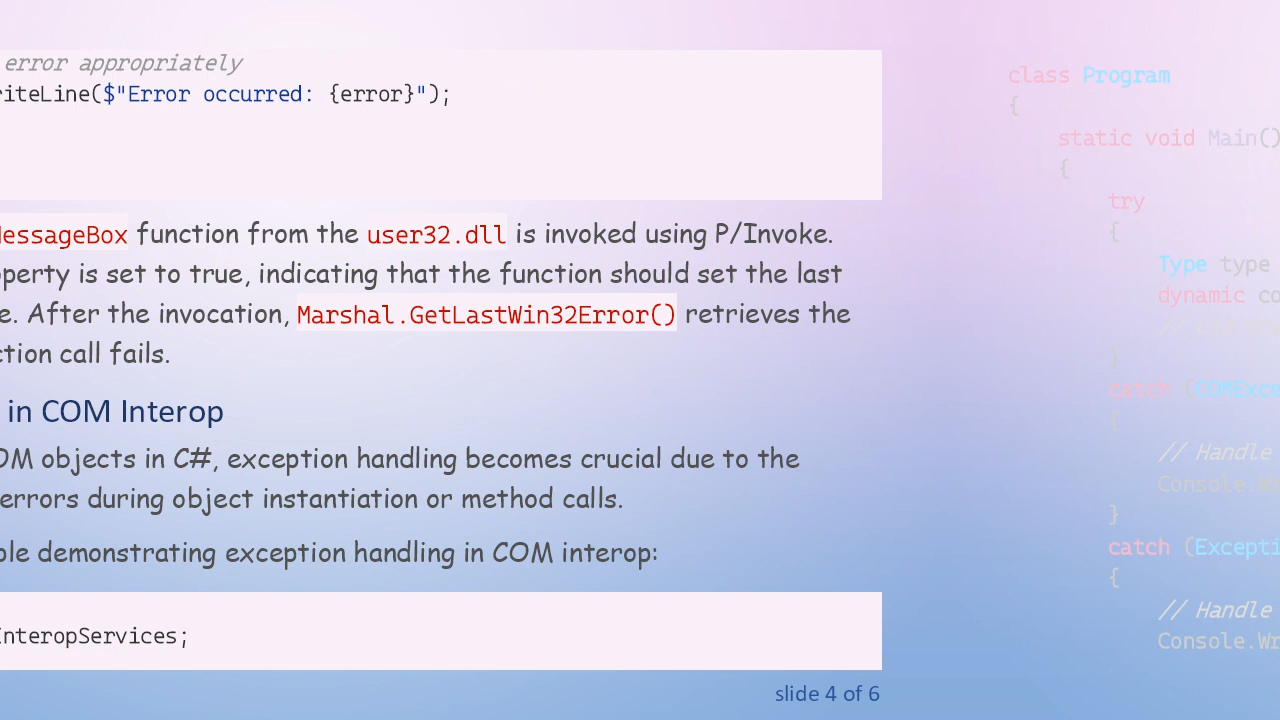 error appropriately
iteLine($"Error occurred: {error}");
MessageBox function from the user32.dll is invoked using P/Invoke.
operty is set to true, indicating that the function should set the last
e. After the invocation, Marshal.GetLastWin32Error() retrieves the
ction call fails.
in COM Interop
OM objects in C#, exception handling becomes crucial due to the
errors during object instantiation or method calls.
ple demonstrating exception handling in COM interop:
InteropServices;
slide 4 of 6
class Program
{
static void Main()
{
try
{
Type type
dynamic co
//
}
catch (COMExce
{
// Handle
Console.Wr
}
catch (Excepti
{
// Handle
Console.Wr